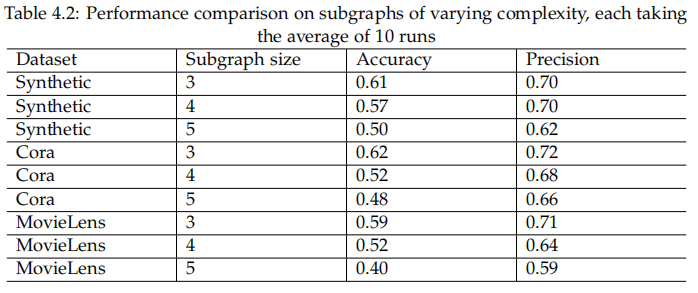 Table 4.2: Performance comparison on subgraphs of varying complexity, each taking
the average of 10 runs
Dataset Subgraph size Accuracy Precision
Synthetic 3 0.61 0.70
Synthetic 4 0.57 0.70
Synthetic 5 0.50 0.62
Cora 3 0.62 0.72
Cora 4 0.52 0.68
Cora 5 0.48 0.66
MovieLens 3 0.59 0.71
MovieLens 4 0.52 0.64
MovieLens 5 0.40 0.59